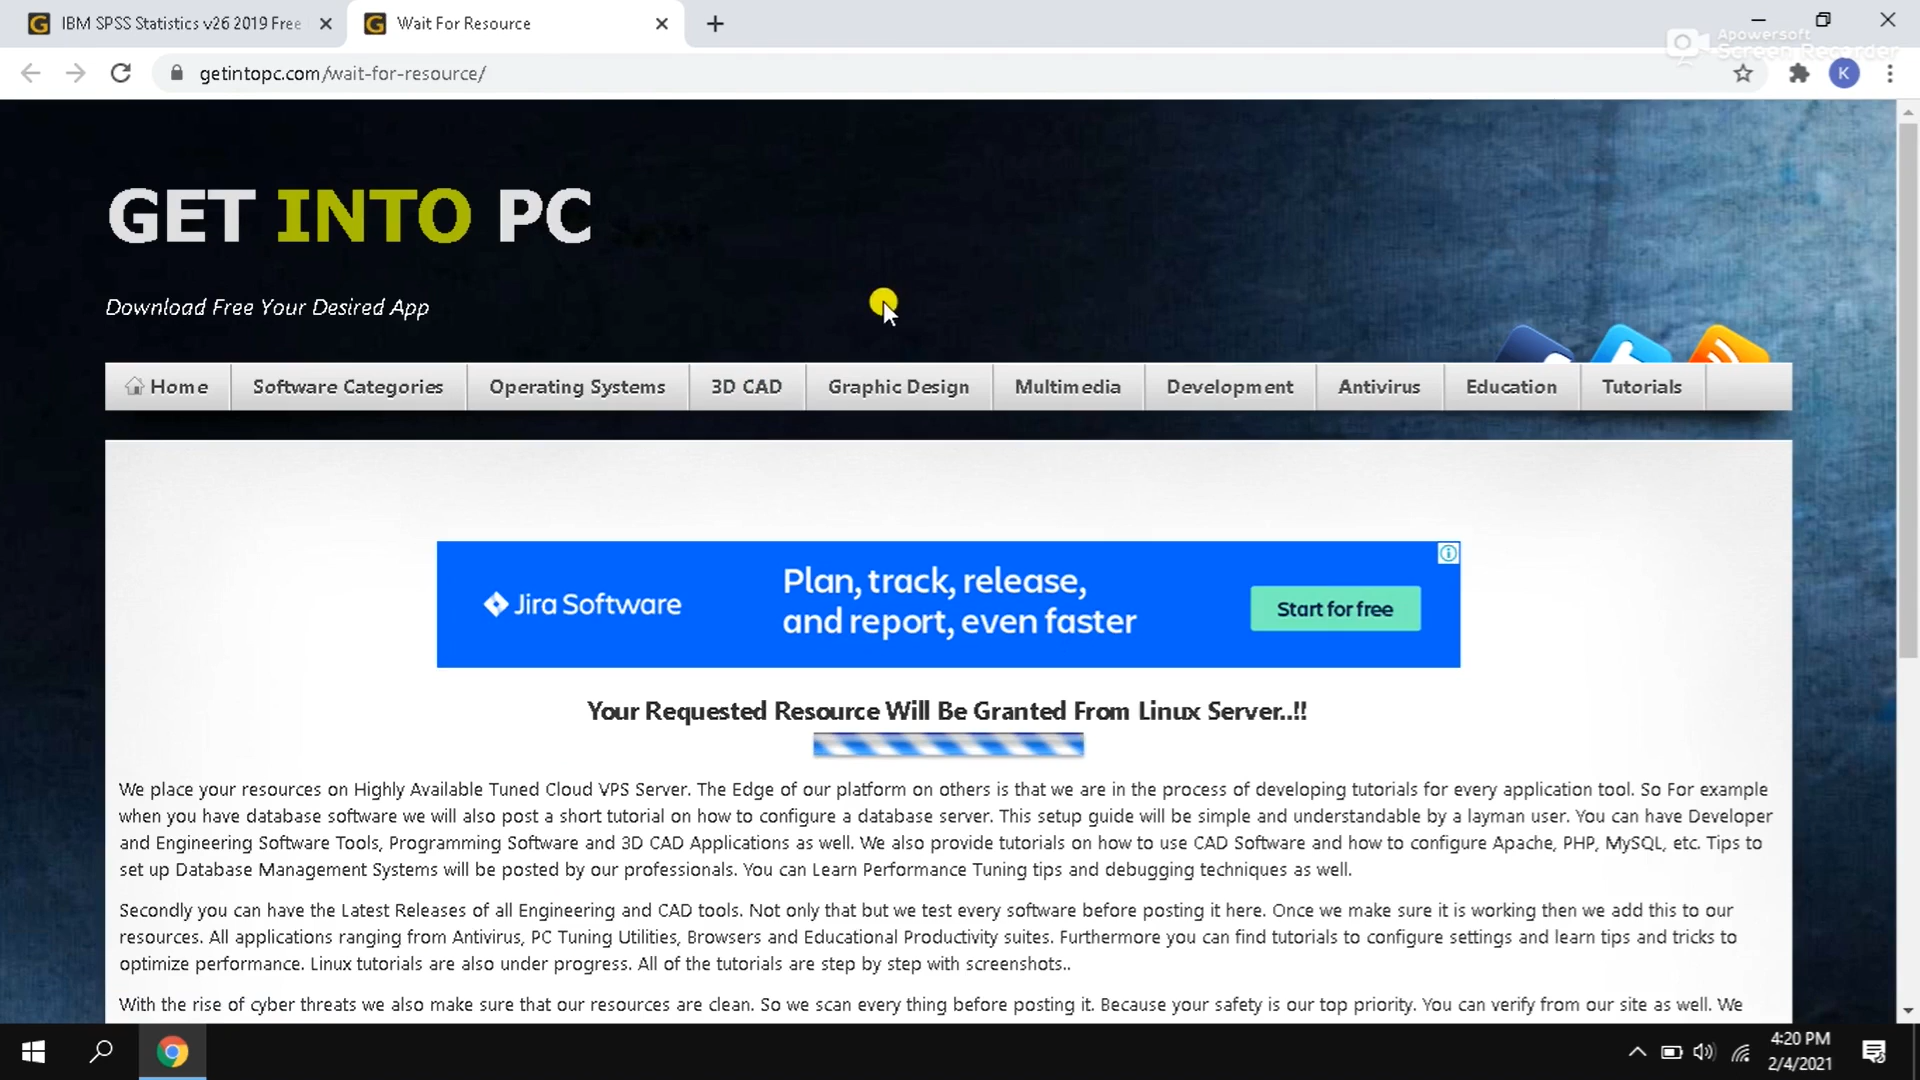 IBM SPSS Statistics v26 2019 Free
Wait For Resource
Apowersoft
Screen Recorder
getintopc.com/wait-for-resource/
K
GET INTO PC
Download Free Your Desired App
Home Software Categories Operating Systems 3D CAD Graphic Design Multimedia Development Antivirus Education Tutorials
Jira Software
Plan, track, release,
and report, even faster
Start for free
Your Requested Resource Will Be Granted From Linux Server..!!
We place your resources on Highly Available Tuned Cloud VPS Server. The Edge of our platform on others is that we are in the process of developing tutorials for every application tool. So For example
when you have database software we will also post a short tutorial on how to configure a database server. This setup guide will be simple and understandable by a layman user. You can have Developer
and Engineering Software Tools, Programming Software and 3D CAD Applications as well. We also provide tutorials on how to use CAD Software and how to configure Apache, PHP, MySQL, etc. Tips to
set up Database Management Systems will be posted by our professionals. You can Learn Performance Tuning tips and debugging techniques as well.
Secondly you can have the Latest Releases of all Engineering and CAD tools. Not only that but we test every software before posting it here. Once we make sure it is working then we add this to our
resources. All applications ranging from Antivirus, PC Tuning Utilities, Browsers and Educational Productivity suites. Furthermore you can find tutorials to configure settings and learn tips and tricks to
optimize performance. Linux tutorials are also under progress. All of the tutorials are step by step with screenshots..
With the rise of cyber threats we also make sure that our resources are clean. So we scan every thing before posting it. Because your safety is our top priority. You can verify from our site as well. We
4:20 PM
2/4/2021